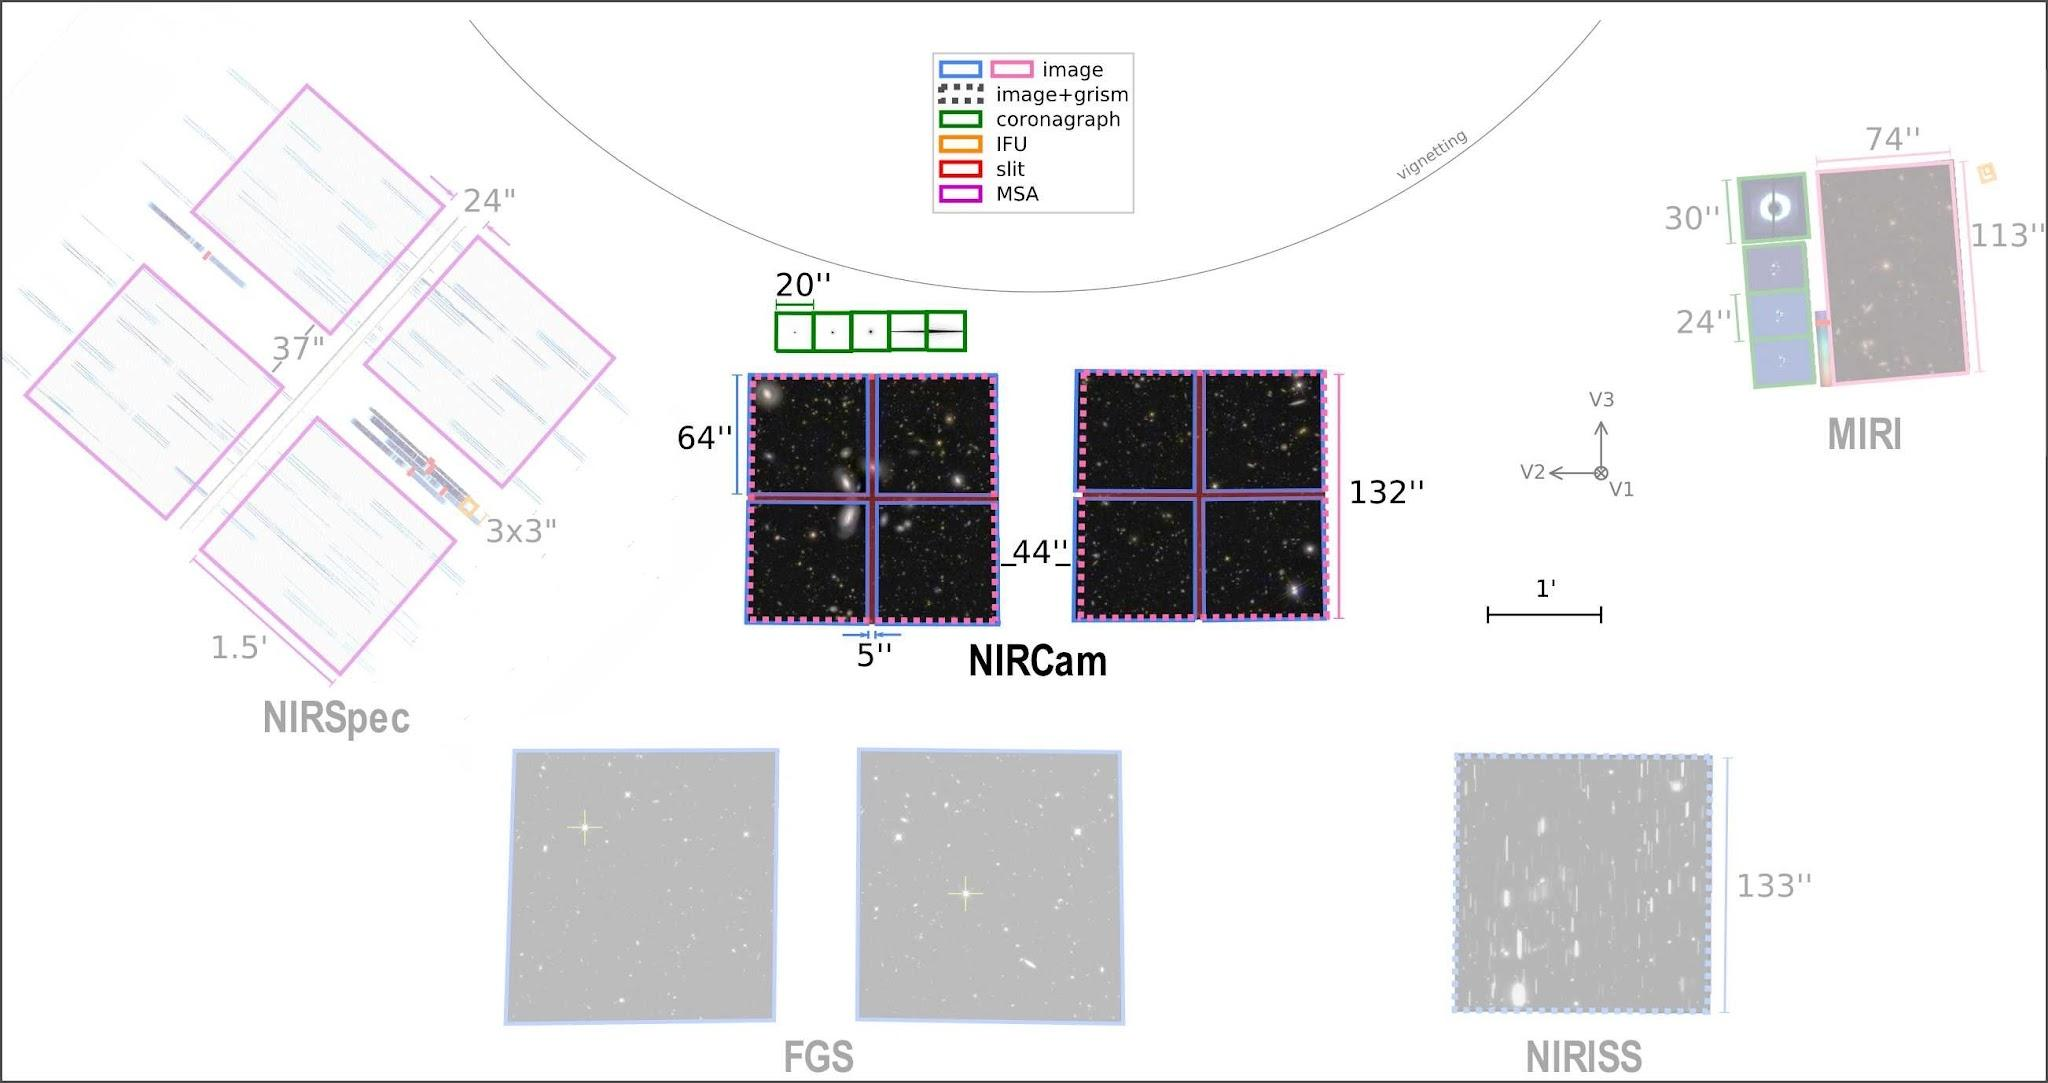 image
image+grism
coronagraph
IFU
slit
MSA
vignetting
24"
37"
3x3"
1.5'
NIRSpec
20''
64''
44''
132''
5''
NIRCam
74''
30''
113''
24''
MIRI
V3
V2
V1
1'
FGS
133''
NIRISS